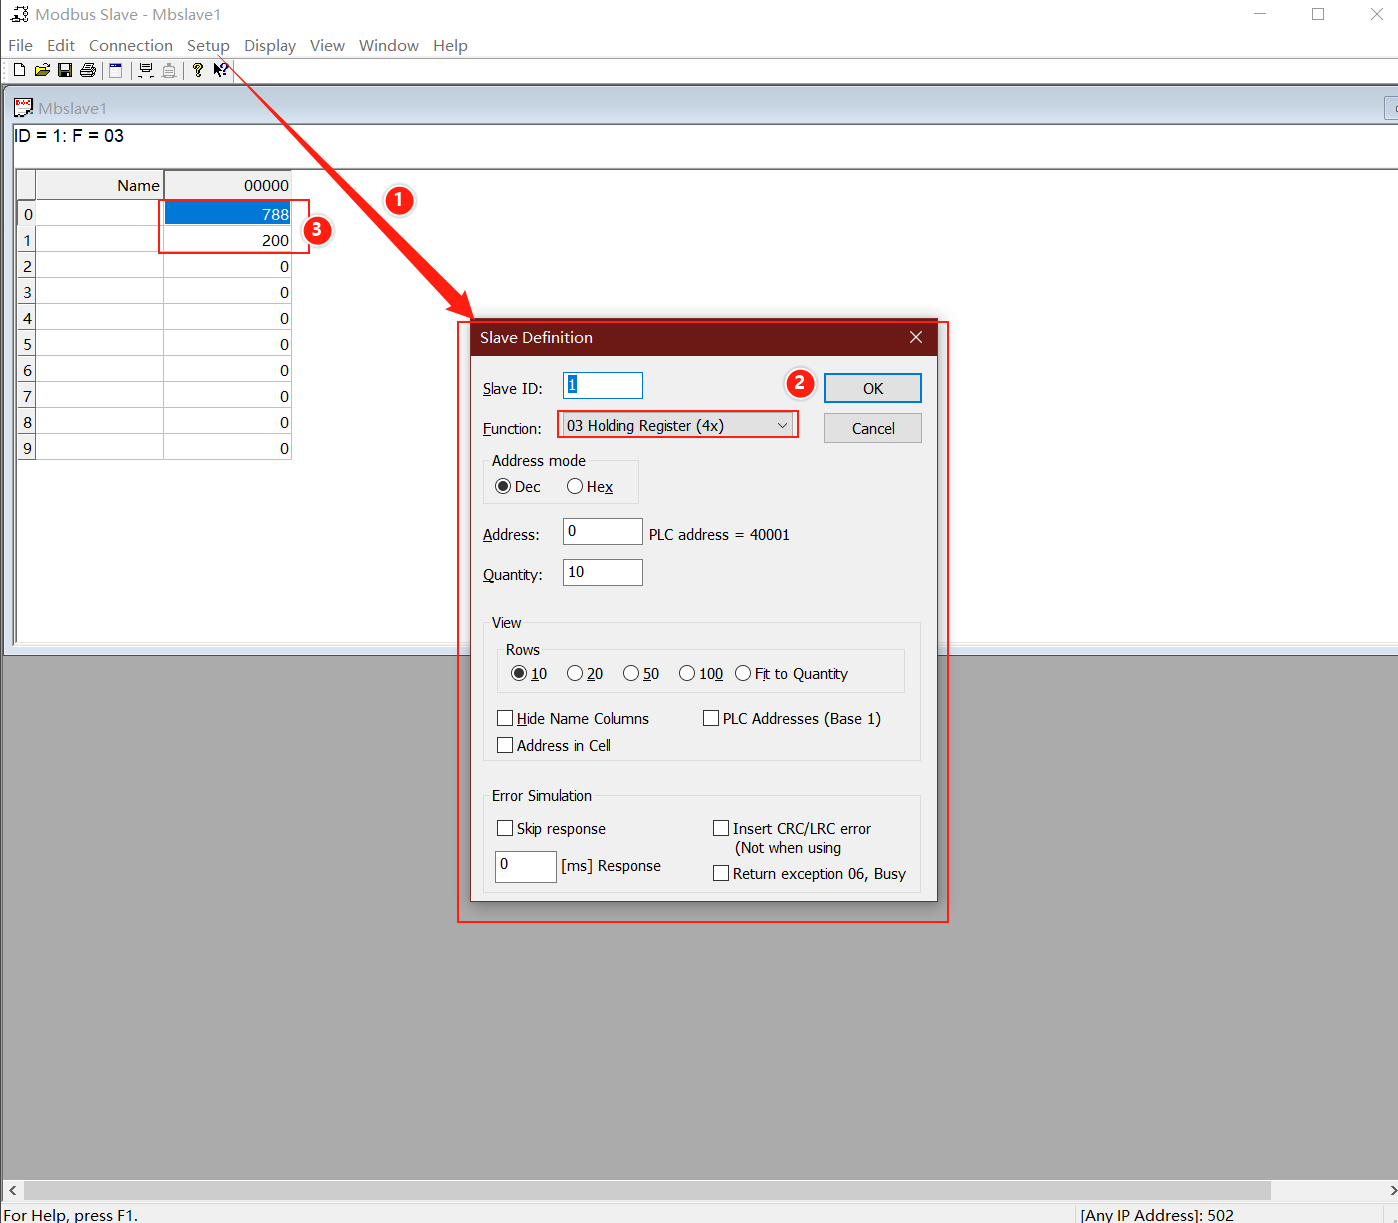 Modbus Slave - Mbslave1
File Edit Connection Setup Display View Window Help
Mbslave1
ID = 1: F = 03
Name 00000
0 788
1 200
2 0
3 0
4 0
5 0
6 0
7 0
8 0
9 0
1
3
Slave Definition
Slave ID: 1
2
OK
Function: 03 Holding Register (4x)
Cancel
Address mode
Dec Hex
Address: 0 PLC address = 40001
Quantity: 10
View
Rows
10 20 50 100 Fit to Quantity
Hide Name Columns PLC Addresses (Base 1)
Address in Cell
Error Simulation
Skip response Insert CRC/LRC error
(Not when using
0 [ms] Response
Return exception 06, Busy
For Help, press F1.
[Any IP Address]: 502